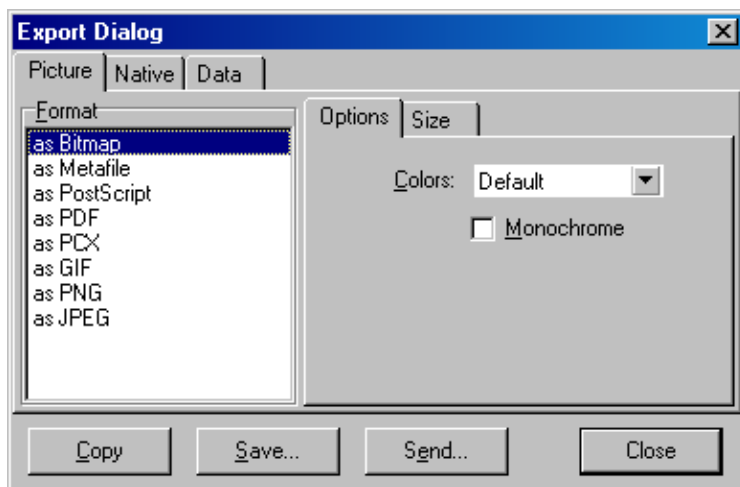 Export Dialog
Picture Native Data
Format
as Bitmap
as Metafile
as PostScript
as PDF
as PCX
as GIF
as PNG
as JPEG
Options Size
Colors: Default
Monochrome
Copy Save... Send... Close